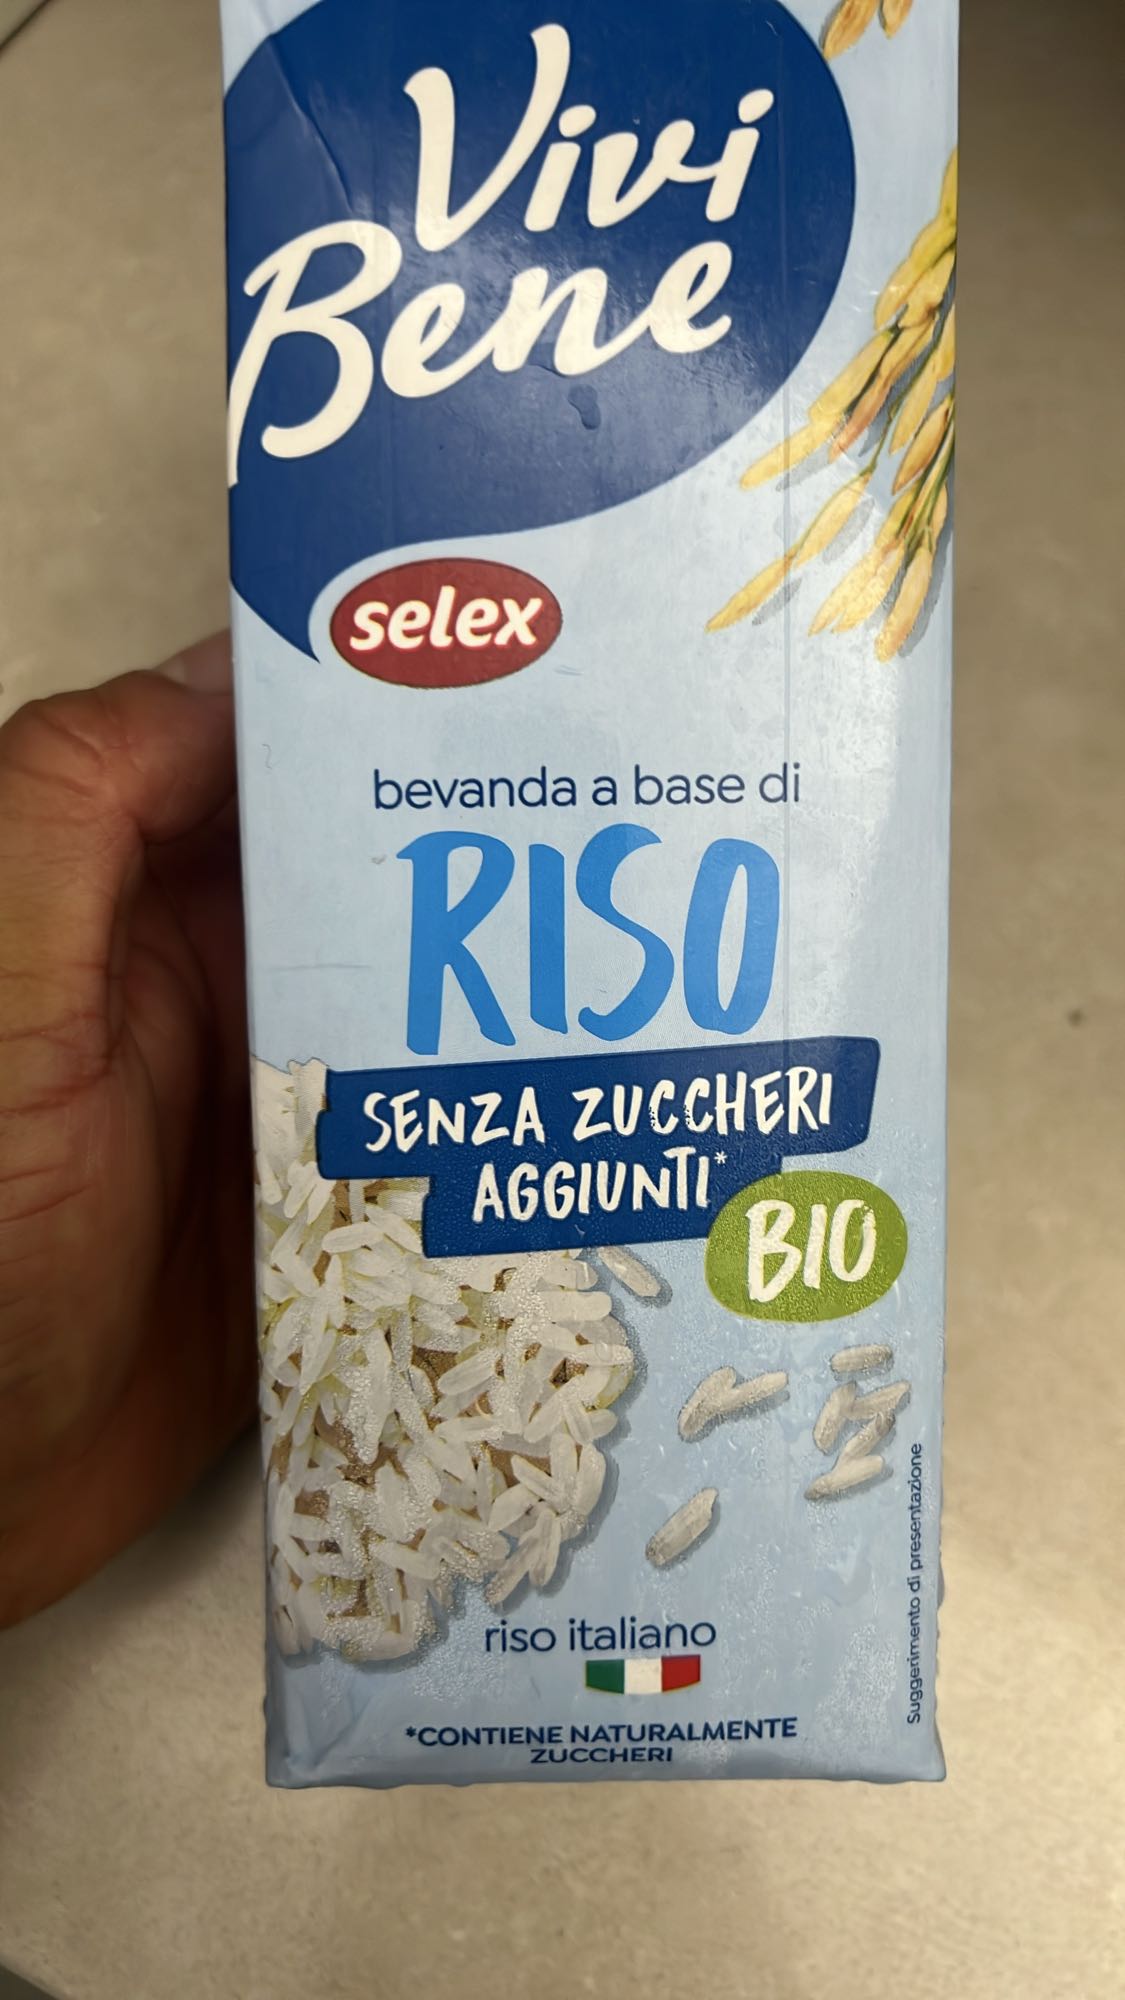 Vivi
Bene
selex
bevanda a base di
RISO
SENZA ZUCCHERI
AGGIUNTI*
BIO
riso italiano
*CONTIENE NATURALMENTE
ZUCCHERI
Suggerimento di presentazione